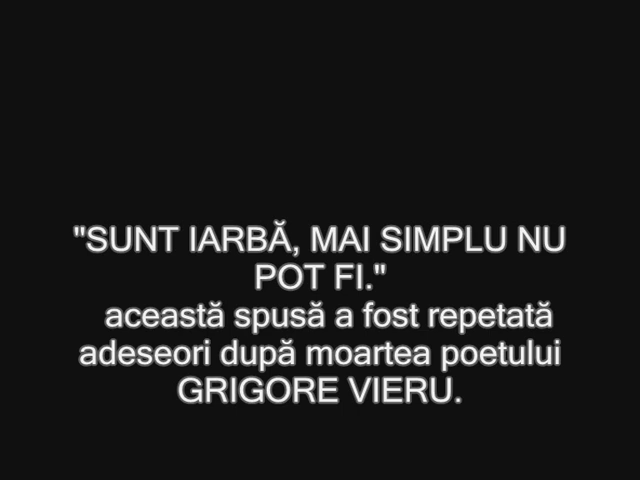 "SUNT IARBĂ, MAI SIMPLU NU
POT FI."
această spusă a fost repetată
adeseori după moartea poetului
GRIGORE VIERU.